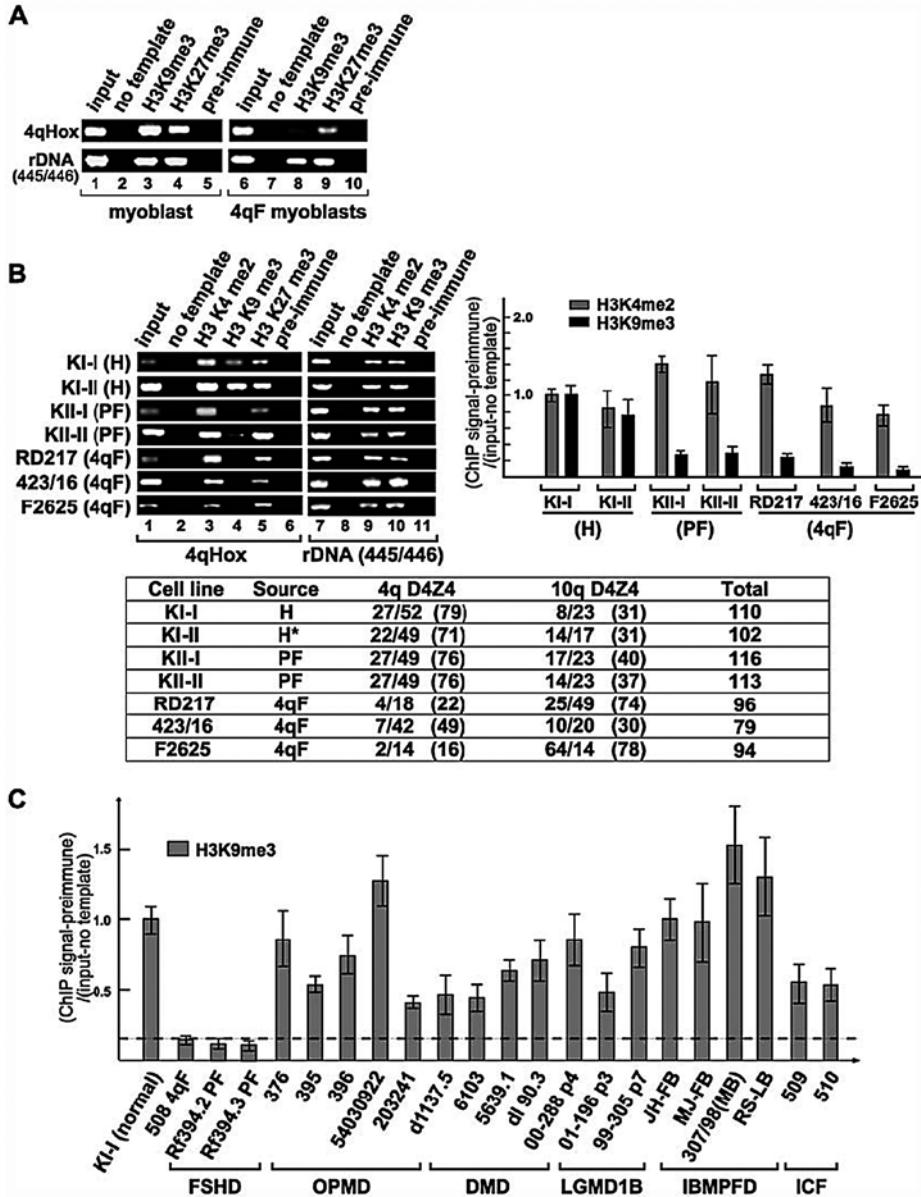 A
input
no template
H3K9me3
H3K27me3
pre-immune
input
no template
H3K9me3
H3K27me3
pre-immune
4qHox
rDNA
(445/446)
1 2 3 4 5 6 7 8 9 10
myoblast 4qF myoblasts
B
input
no template
H3 K4 me2
H3 K9 me3
H3 K27 me3
pre-immune
input
no template
H3 K4 me2
H3 K9 me3
pre-immune
KI-I (H)
KI-II (H)
KII-I (PF)
KII-II (PF)
RD217 (4qF)
423/16 (4qF)
F2625 (4qF)
1 2 3 4 5 6 7 8 9 10 11
4qHox rDNA (445/446)
(ChIP signal-preimmune)
/(input-no template)
H3K4me2
H3K9me3
2.0
1.0
KI-I KI-II KII-I KII-II RD217 423/16 F2625
(H) (PF) (4qF)
Cell line Source 4q D4Z4 10q D4Z4 Total
KI-I H 27/52 (79) 8/23 (31) 110
KI-II H* 22/49 (71) 14/17 (31) 102
KII-I PF 27/49 (76) 17/23 (40) 116
KII-II PF 27/49 (76) 14/23 (37) 113
RD217 4qF 4/18 (22) 25/49 (74) 96
423/16 4qF 7/42 (49) 10/20 (30) 79
F2625 4qF 2/14 (16) 64/14 (78) 94
C
(ChIP signal-preimmune)
/(input-no template)
H3K9me3
1.5
1.0
0.5
KI-I (normal)
508 4qF
Rf394.2 PF
Rf394.3 PF
376
395
396
54030922
203241
d1137.5
6103
5639.1
dl 90.3
00-288 p4
01-196 p3
99-305 p7
JH-FB
MJ-FB
307/98(MB)
RS-LB
509
510
FSHD OPMD DMD LGMD1B IBMPFD ICF